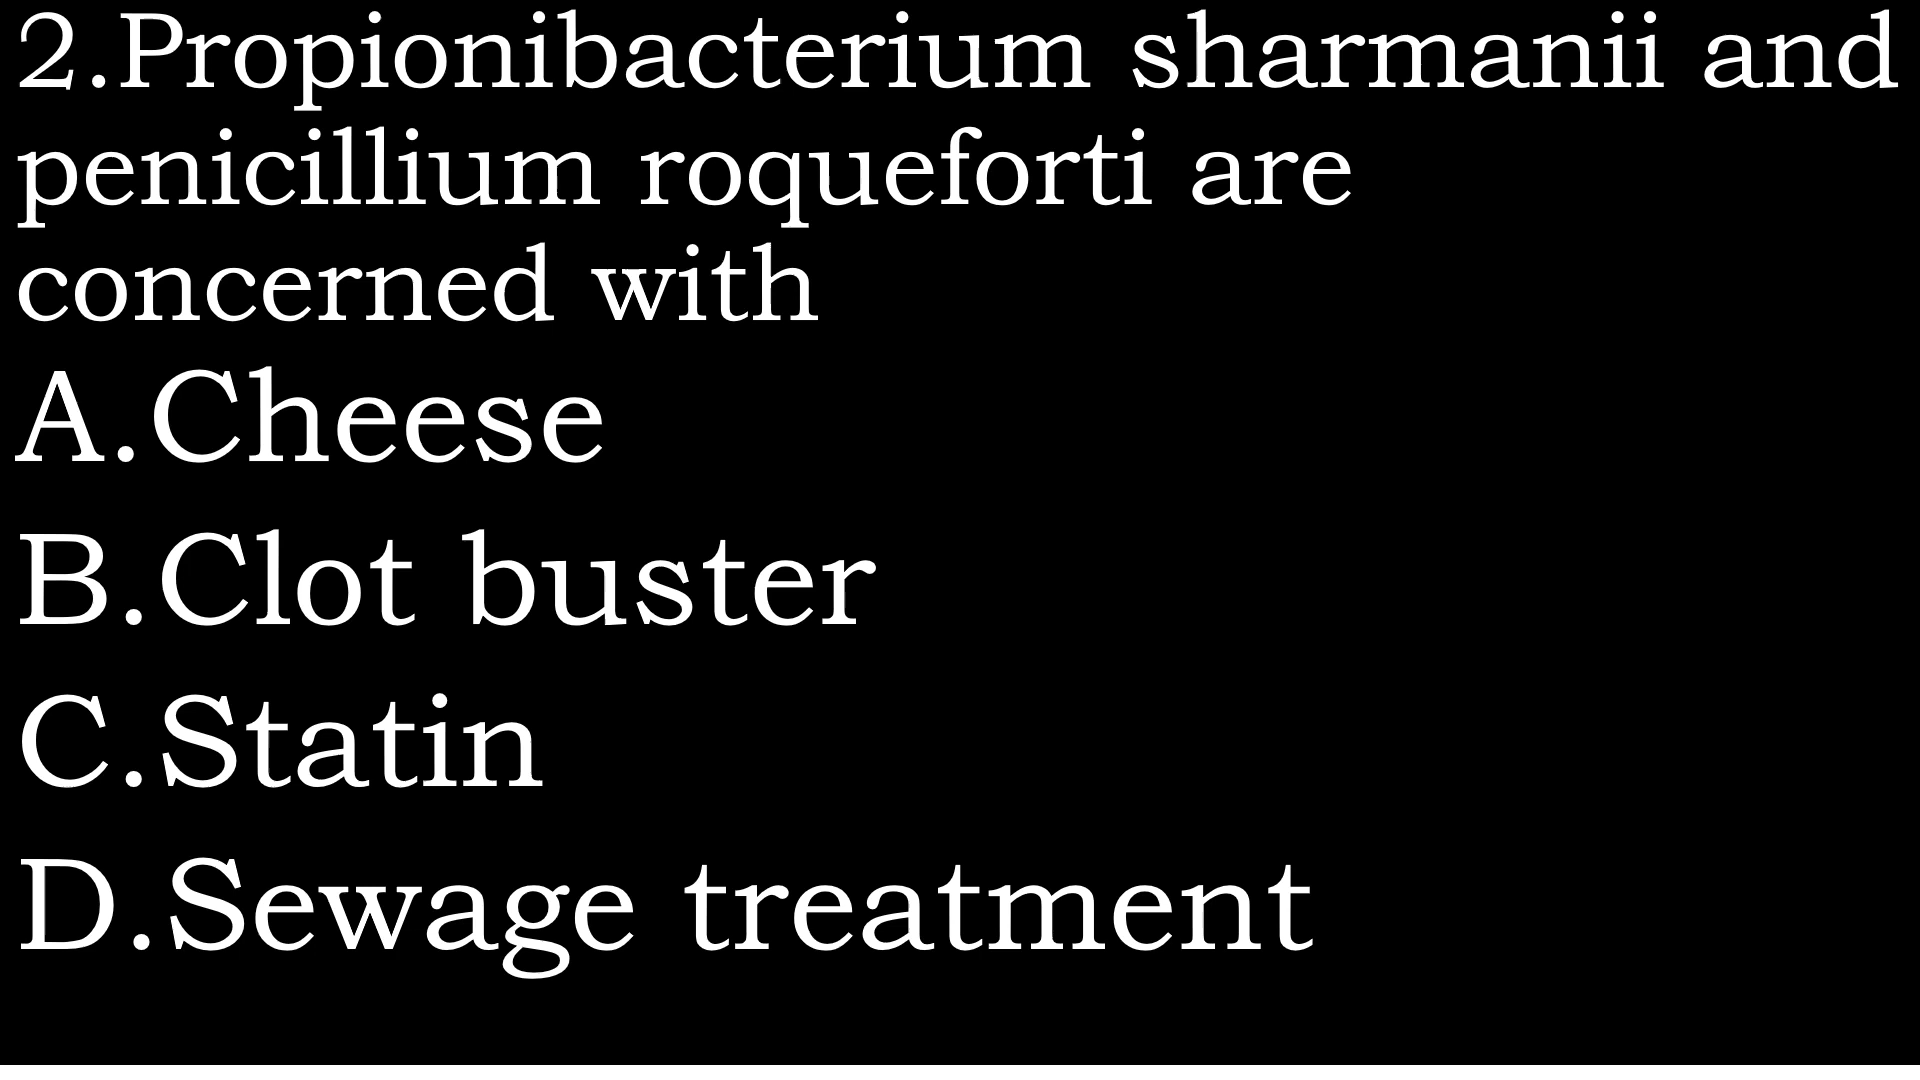 2.Propionibacterium sharmanii and
penicillium roqueforti are
concerned with
A.Cheese
B.Clot buster
C.Statin
D.Sewage treatment